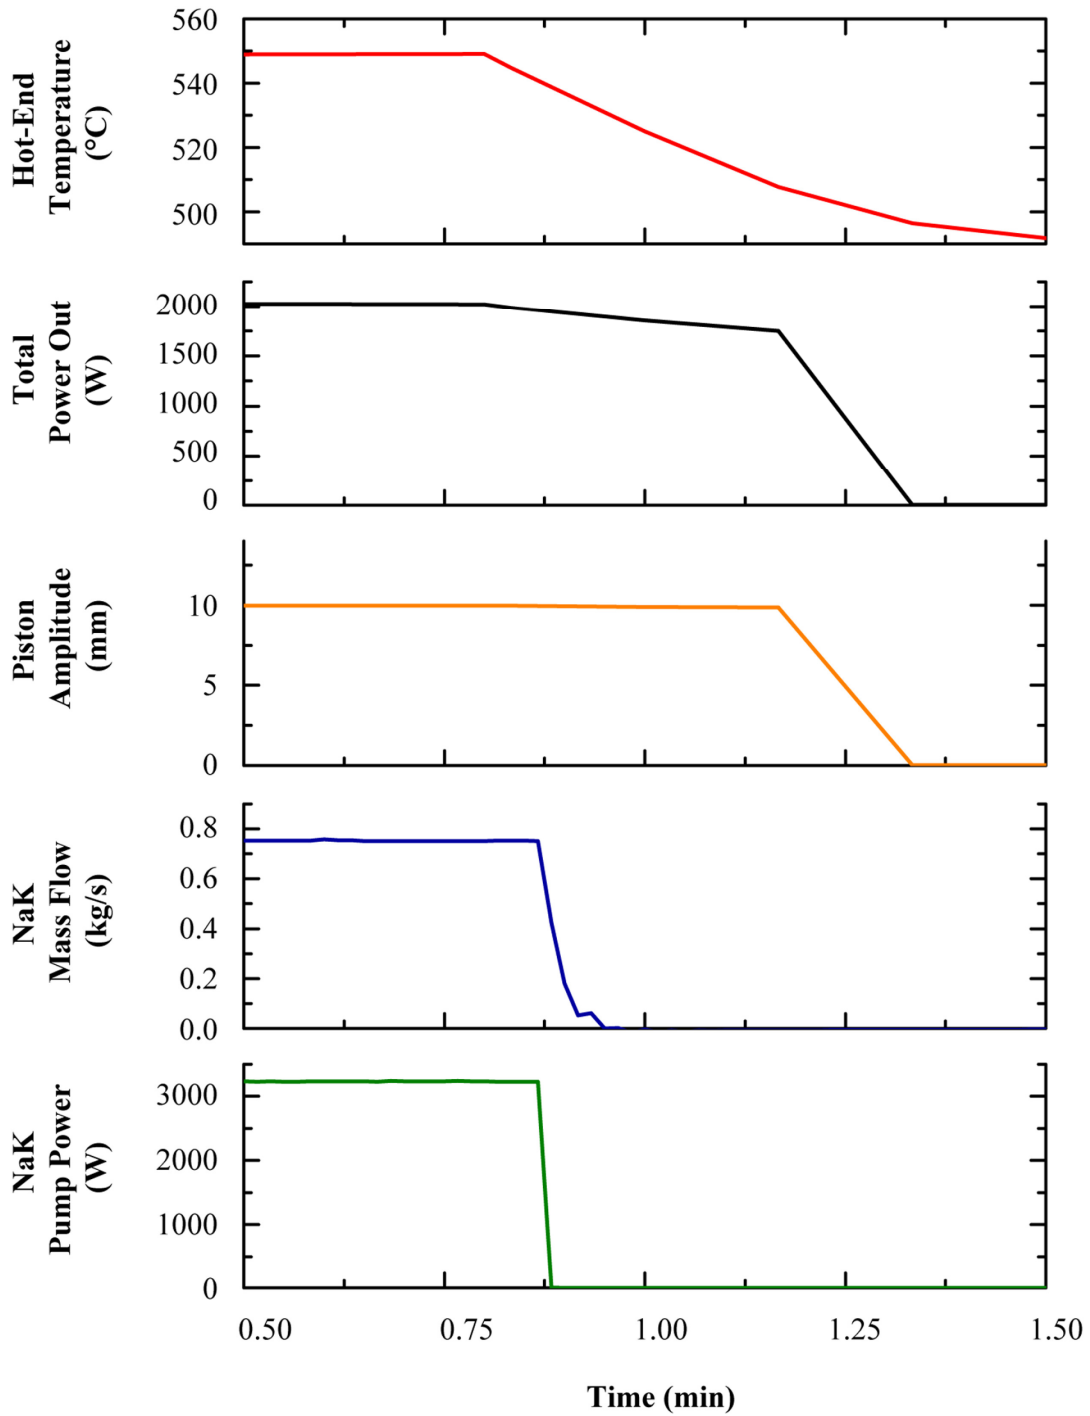 Hot-End
Temperature
(°C)
560
540
520
500
Total
Power Out
(W)
2000
1500
1000
500
0
Piston
Amplitude
(mm)
10
5
0
NaK
Mass Flow
(kg/s)
0.8
0.6
0.4
0.2
0.0
NaK
Pump Power
(W)
3000
2000
1000
0
0.50 0.75 1.00 1.25 1.50
Time (min)